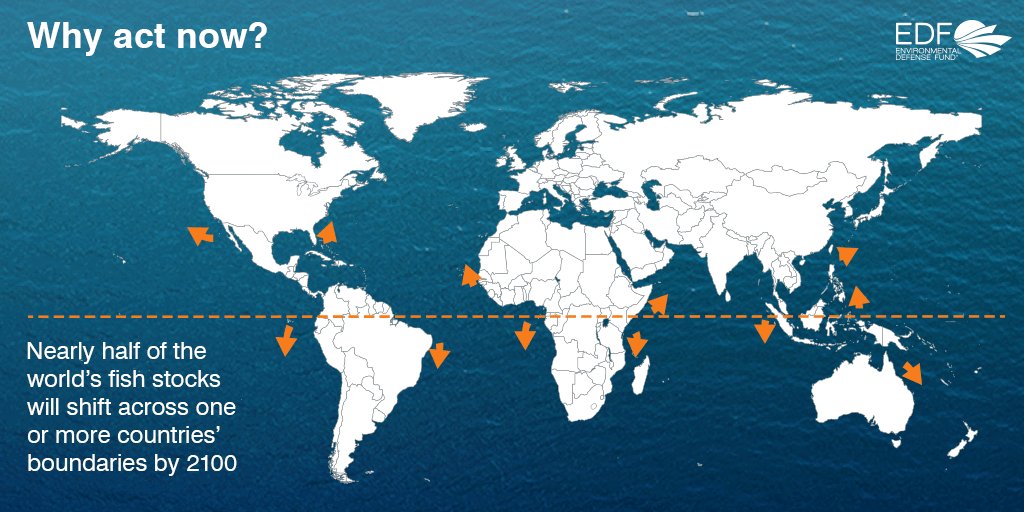 Why act now?
EDF
ENVIRONMENTAL
DEFENSE FUND
Nearly half of the
world's fish stocks
will shift across one
or more countries'
boundaries by 2100